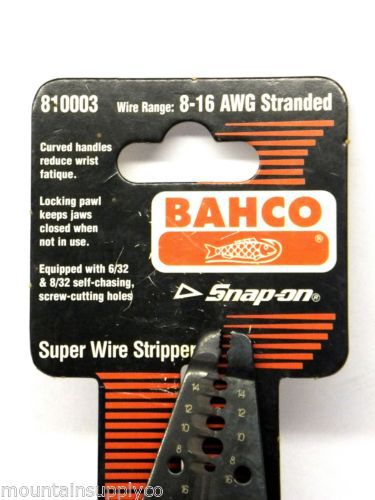 810003 Wire Range: 8-16 AWG Stranded
Curved handles
reduce wrist
fatique.
Locking pawl
keeps jaws
closed when
not in use.
Equipped with 6/32
& 8/32 self-chasing,
screw-cutting holes
BAHCO
®
Snap-on®
Super Wire Stripper
14 14
12 12
10 10
8 8
16
mountainsupplyco